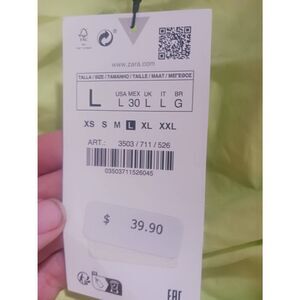 FSC
www.zara.com
TALLA / SIZE / TAMANHO / TAILLE / MAAT / ΜΕΓΕΘΟΣ
L
USA MEX UK IT BR
L 30 L L G
XS S M L XL XXL
ART.: 3503 / 711 / 526
03503711526045
$ 39.90
EAC